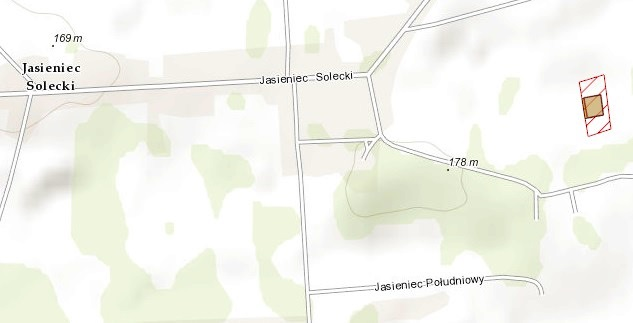 169 m
Jasieniec
Solecki
Jasieniec Solecki
178 m
Jasieniec Południowy